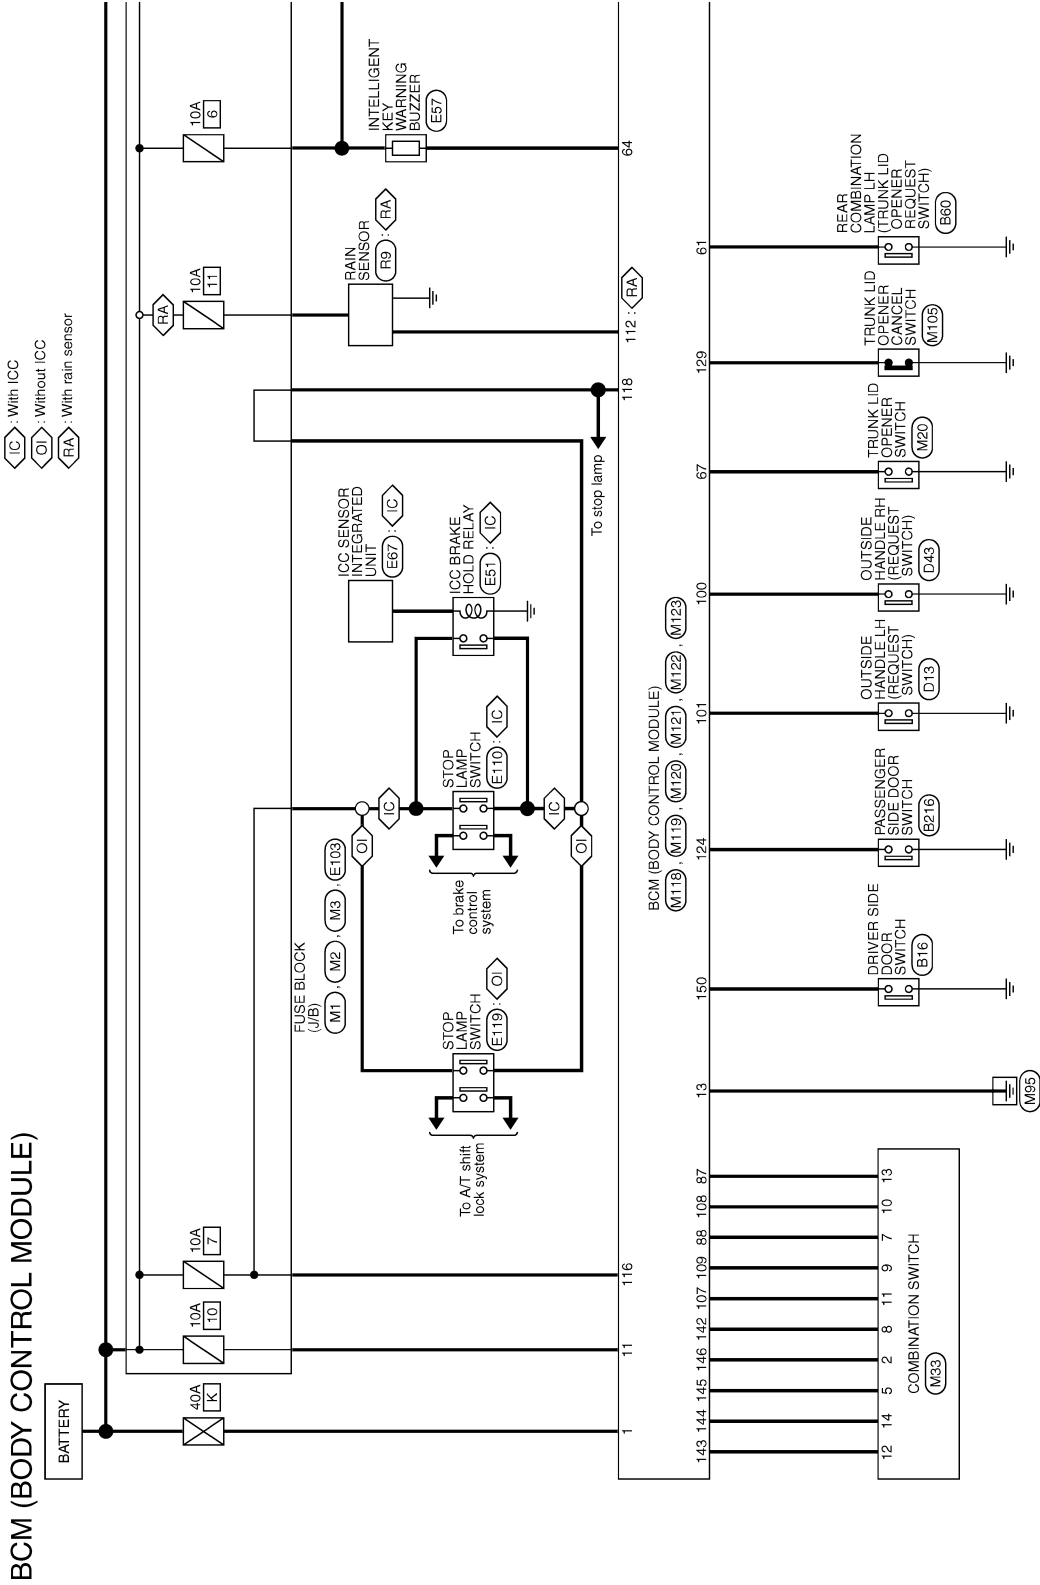 BCM (BODY CONTROL MODULE)
IC : With ICC
OI : Without ICC
RA : With rain sensor
BATTERY
40A
K
10A
10
10A
7
RA
10A
11
10A
6
FUSE BLOCK
(J/B)
M1 , M2 , M3 , E103
STOP
LAMP
SWITCH
E119 : OI
To A/T shift
lock system
OI
IC
STOP
LAMP
SWITCH
E110 : IC
To brake
control
system
IC
OI
ICC SENSOR
INTEGRATED
UNIT
E67 : IC
ICC BRAKE
HOLD RELAY
E51 : IC
To stop lamp
RAIN
SENSOR
R9 : RA
INTELLIGENT
KEY
WARNING
BUZZER
E57
1
11
116
118
112 : RA
64
BCM (BODY CONTROL MODULE)
M118 , M119 , M120 , M121 , M122 , M123
143
144
145
146
142
107
109
88
108
87
13
150
124
101
100
67
129
61
12
14
5
2
8
11
9
7
10
13
COMBINATION SWITCH
M33
M95
DRIVER SIDE
DOOR
SWITCH
B16
PASSENGER
SIDE DOOR
SWITCH
B216
OUTSIDE
HANDLE LH
(REQUEST
SWITCH)
D13
OUTSIDE
HANDLE RH
(REQUEST
SWITCH)
D43
TRUNK LID
OPENER
SWITCH
M20
TRUNK LID
OPENER
CANCEL
SWITCH
M105
REAR
COMBINATION
LAMP LH
(TRUNK LID
OPENER
REQUEST
SWITCH)
B60